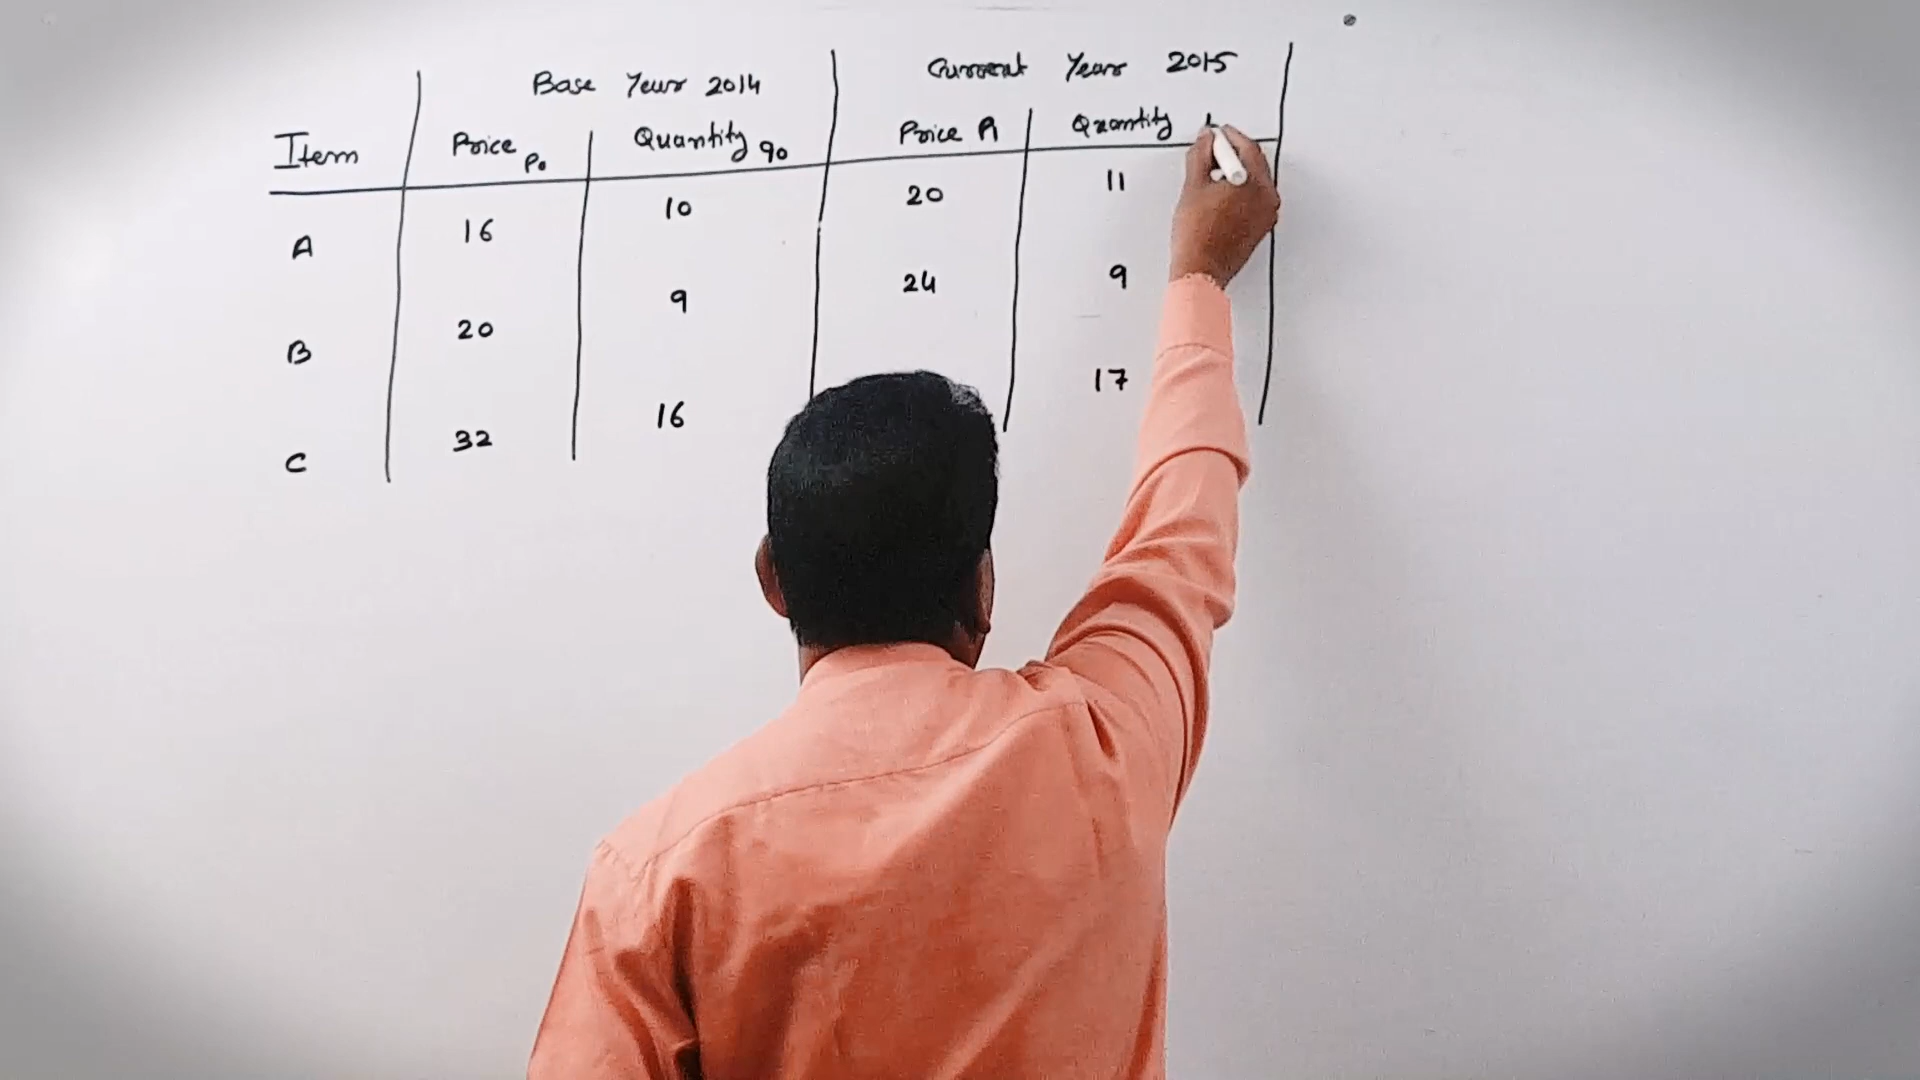 Base Year 2014 Current Year 2015
Item Price P0 Quantity q0 Price P1 Quantity
A 16 10 20 11
B 20 9 24 9
C 32 16 17